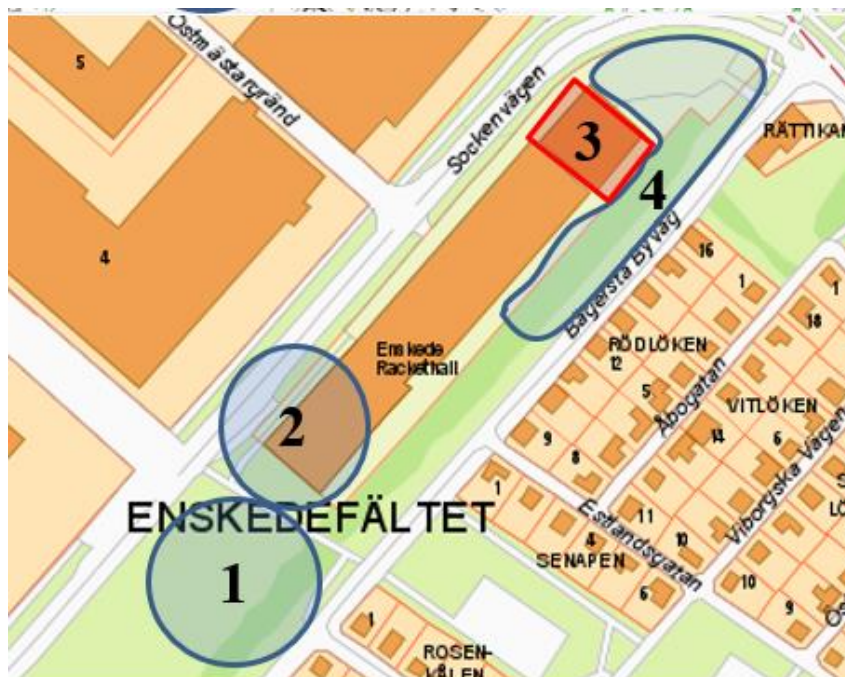 Östmästargränd
5
Sockenvägen
3
4
RÄTTIKAN
4
Bägersta Byväg
16
1
1
RÖDLÖKEN
12
18
Enskede
Rackethall
5
Åbogatan
VITLÖKEN
2
14
6
9
8
Viborgska Vägen
1
Estlandsgatan
11
ENSKEDEFÄLTET
4
10
SENAPEN
1
6
10
9
1
ROSEN-
KÅLEN